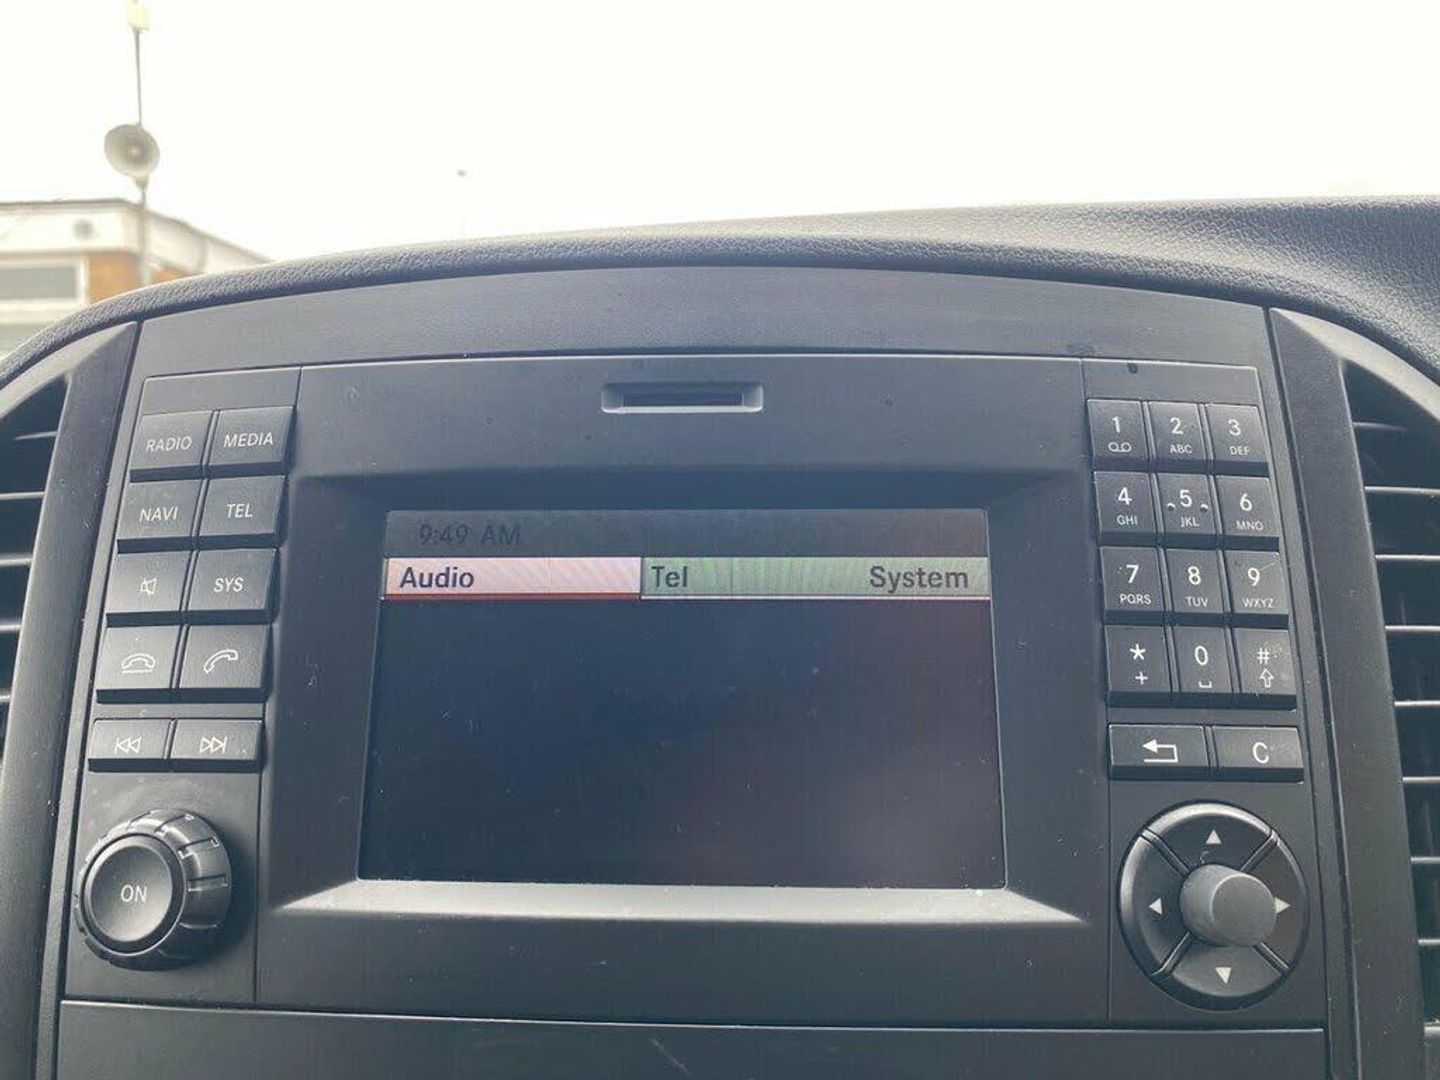 RADIO MEDIA
NAVI TEL
SYS
ON
9:49 AM
Audio Tel System
1 2 ABC 3 DEF
4 GHI 5 JKL 6 MNO
7 PQRS 8 TUV 9 WXYZ
* + 0 #
C